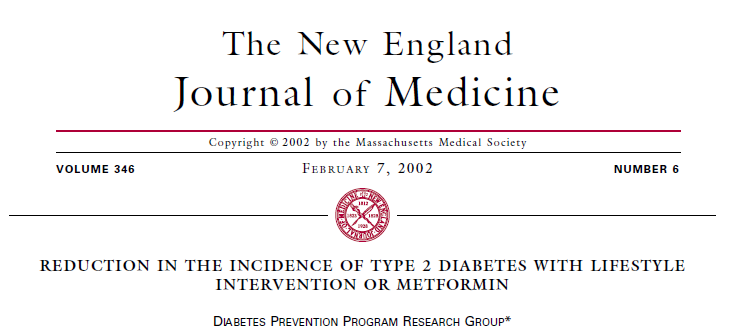 The New England
Journal of Medicine
Copyright © 2002 by the Massachusetts Medical Society
VOLUME 346
FEBRUARY 7, 2002
NUMBER 6
REDUCTION IN THE INCIDENCE OF TYPE 2 DIABETES WITH LIFESTYLE
INTERVENTION OR METFORMIN
DIABETES PREVENTION PROGRAM RESEARCH GROUP*